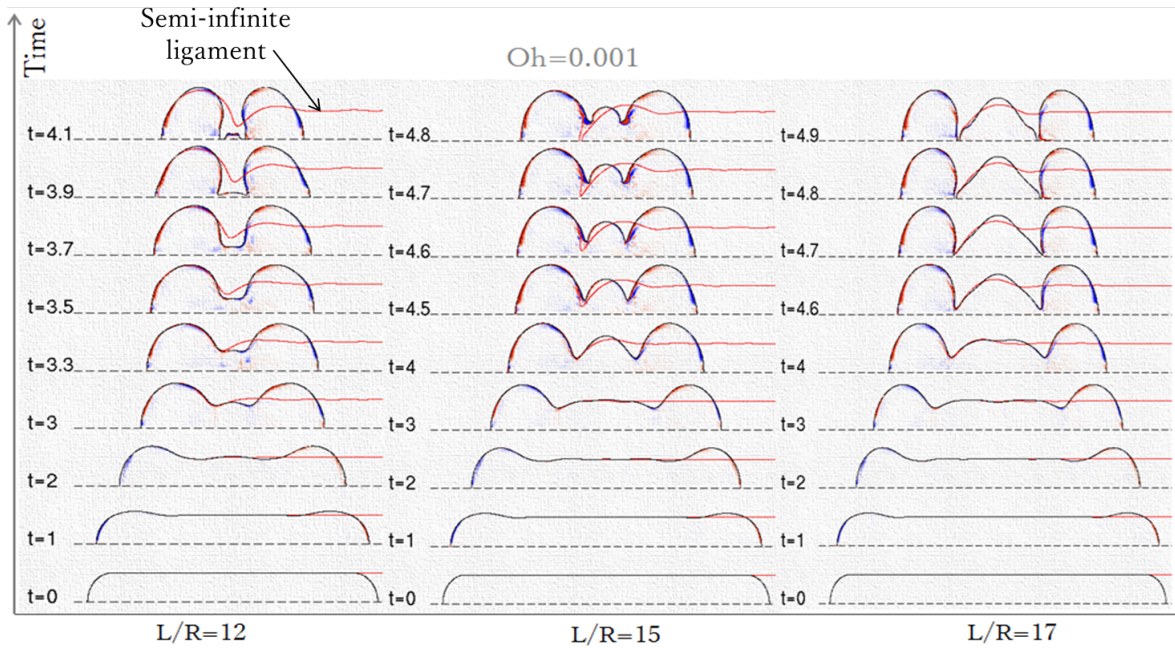 Semi-infinite
ligament
Time
Oh=0.001
t=4.1
t=3.9
t=3.7
t=3.5
t=3.3
t=3
t=2
t=1
t=0
L/R=12
t=4.8
t=4.7
t=4.6
t=4.5
t=4
t=3
t=2
t=1
t=0
L/R=15
t=4.9
t=4.8
t=4.7
t=4.6
t=4
t=3
t=2
t=1
t=0
L/R=17